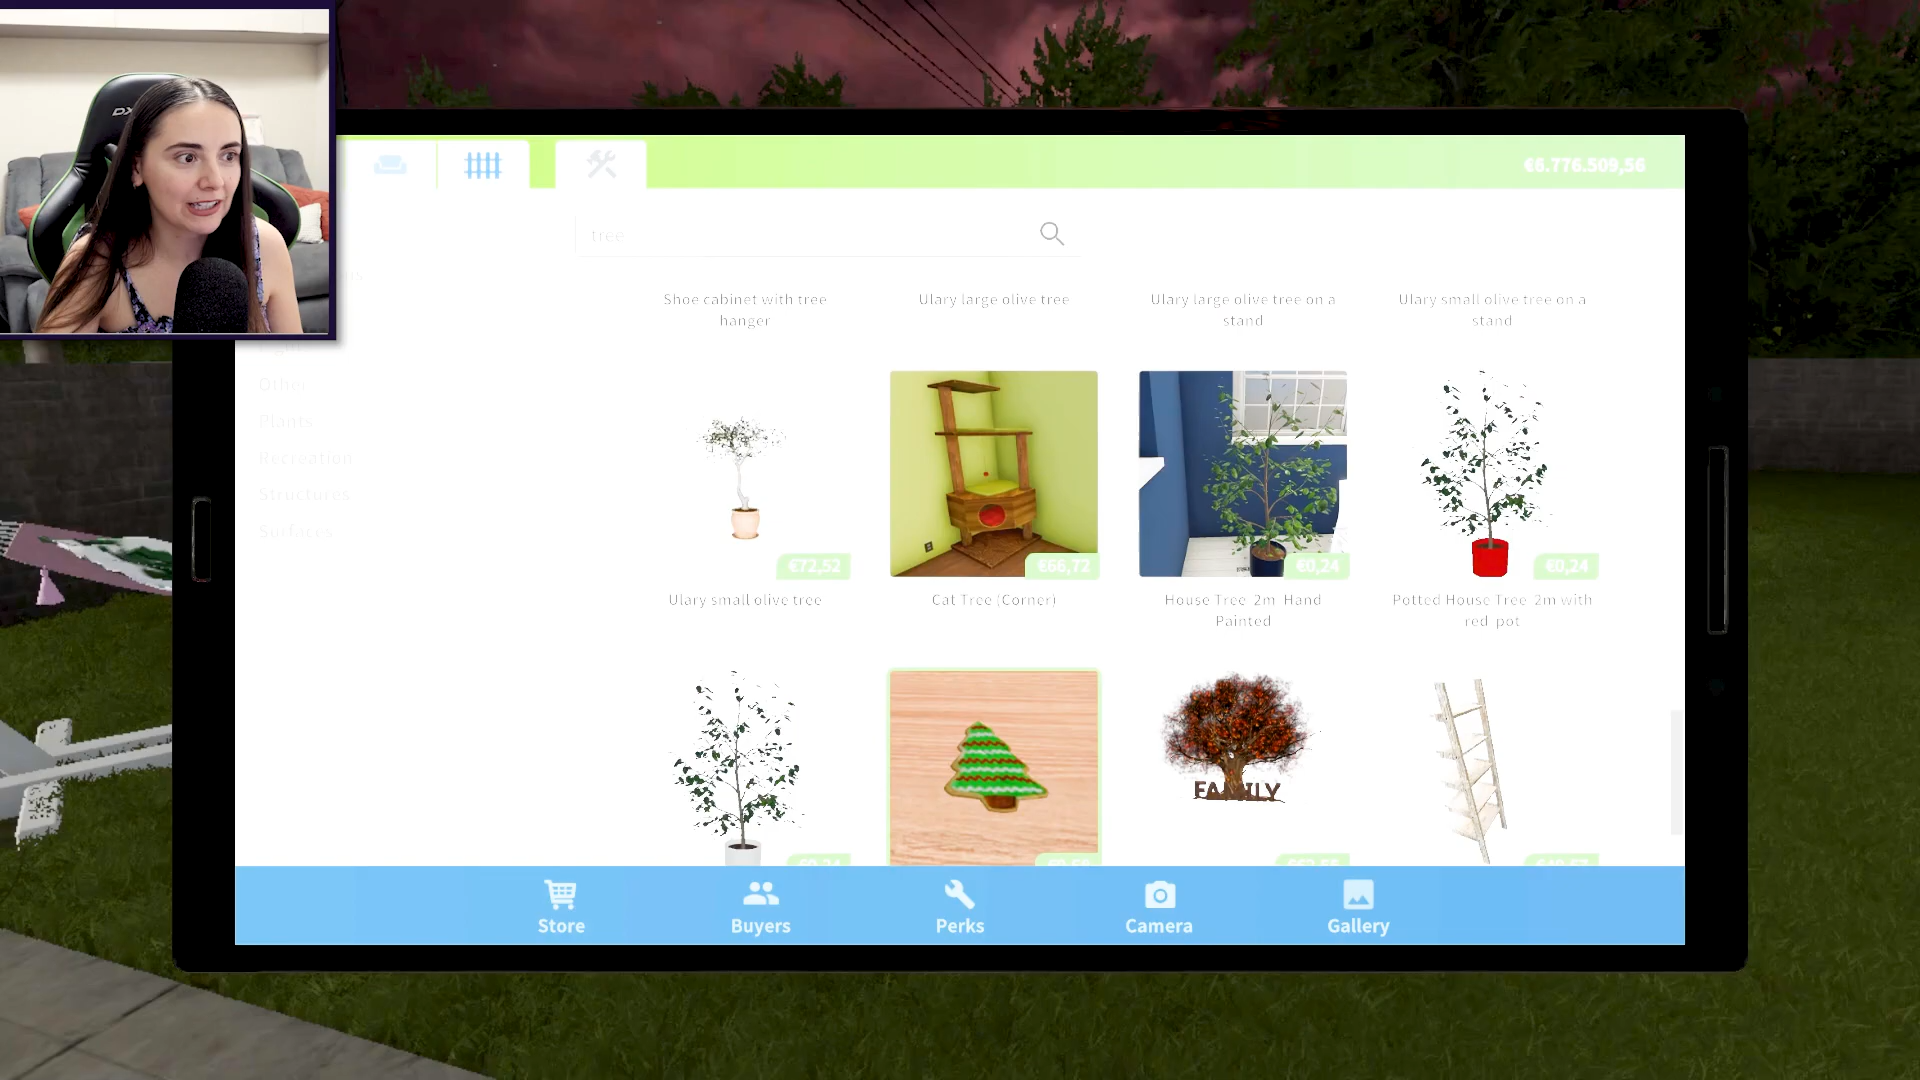 DX
€6.776.509,56
tree
Shoe cabinet with tree
hanger
Ulary large olive tree
Ulary large olive tree on a
stand
Ulary small olive tree on a
stand
Other
Plants
Recreation
Structures
Surfaces
€72,52
€66,72
€0,24
€0,24
Ulary small olive tree
Cat Tree (Corner)
House Tree 2m Hand
Painted
Potted House Tree 2m with
red pot
FAMILY
Store
Buyers
Perks
Camera
Gallery